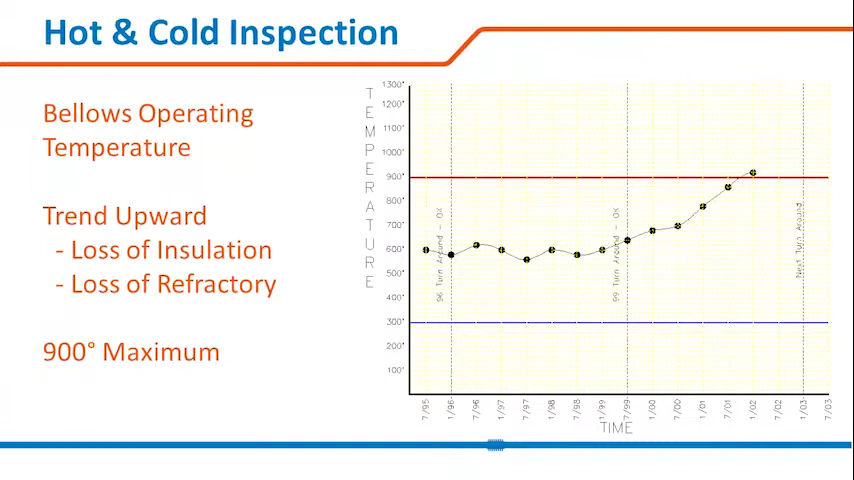 Hot & Cold Inspection
Bellows Operating
Temperature
Trend Upward
- Loss of Insulation
- Loss of Refractory
900° Maximum
TEMPERATURE
1300°
1200°
1100°
1000°
900°
800°
700°
600°
500°
400°
300°
200°
100°
96 Turn Around - OK
99 Turn Around - OK
Next Turn Around
7/95
1/96
7/96
1/97
7/97
1/98
7/98
1/99
7/99
1/00
7/00
1/01
7/01
1/02
1/03
7/03
TIME